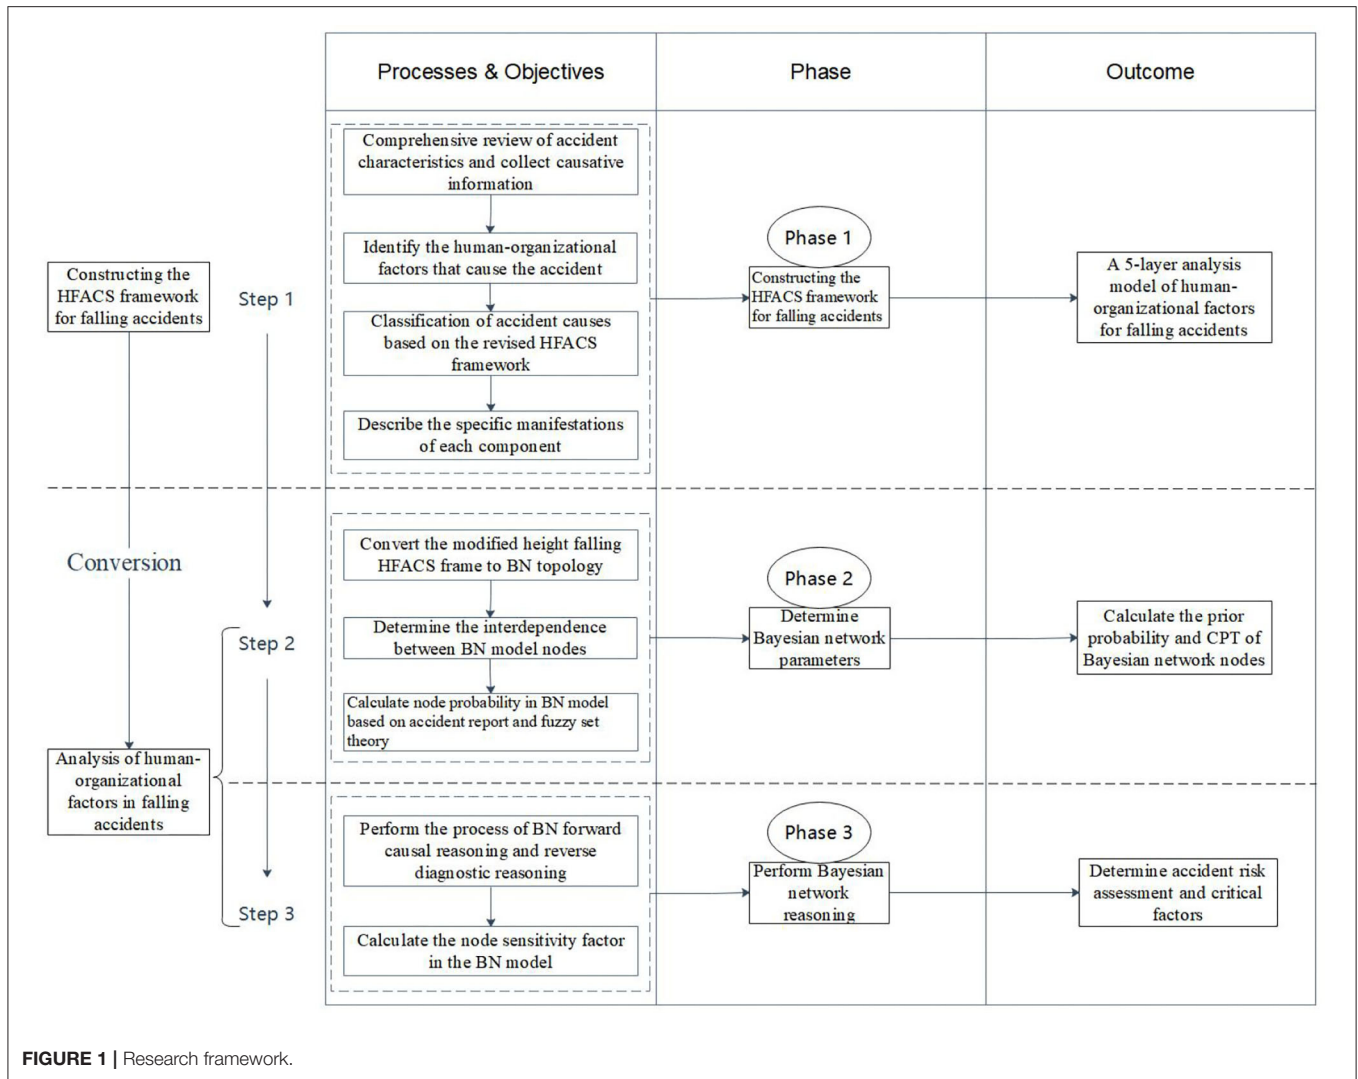 Processes & Objectives
Phase
Outcome
Constructing the
HFACS framework
for falling accidents
Conversion
Analysis of human-
organizational
factors in falling
accidents
Step 1
Step 2
Step 3
Comprehensive review of accident
characteristics and collect causative
information
Identify the human-organizational
factors that cause the accident
Classification of accident causes
based on the revised HFACS
framework
Describe the specific manifestations
of each component
Phase 1
Constructing the
HFACS framework
for falling accidents
A 5-layer analysis
model of human-
organizational factors
for falling accidents
Convert the modified height falling
HFACS frame to BN topology
Determine the interdependence
between BN model nodes
Calculate node probability in BN model
based on accident report and fuzzy set
theory
Phase 2
Determine
Bayesian network
parameters
Calculate the prior
probability and CPT of
Bayesian network nodes
Perform the process of BN forward
causal reasoning and reverse
diagnostic reasoning
Calculate the node sensitivity factor
in the BN model
Phase 3
Perform Bayesian
network
reasoning
Determine accident risk
assessment and critical
factors
FIGURE 1 | Research framework.